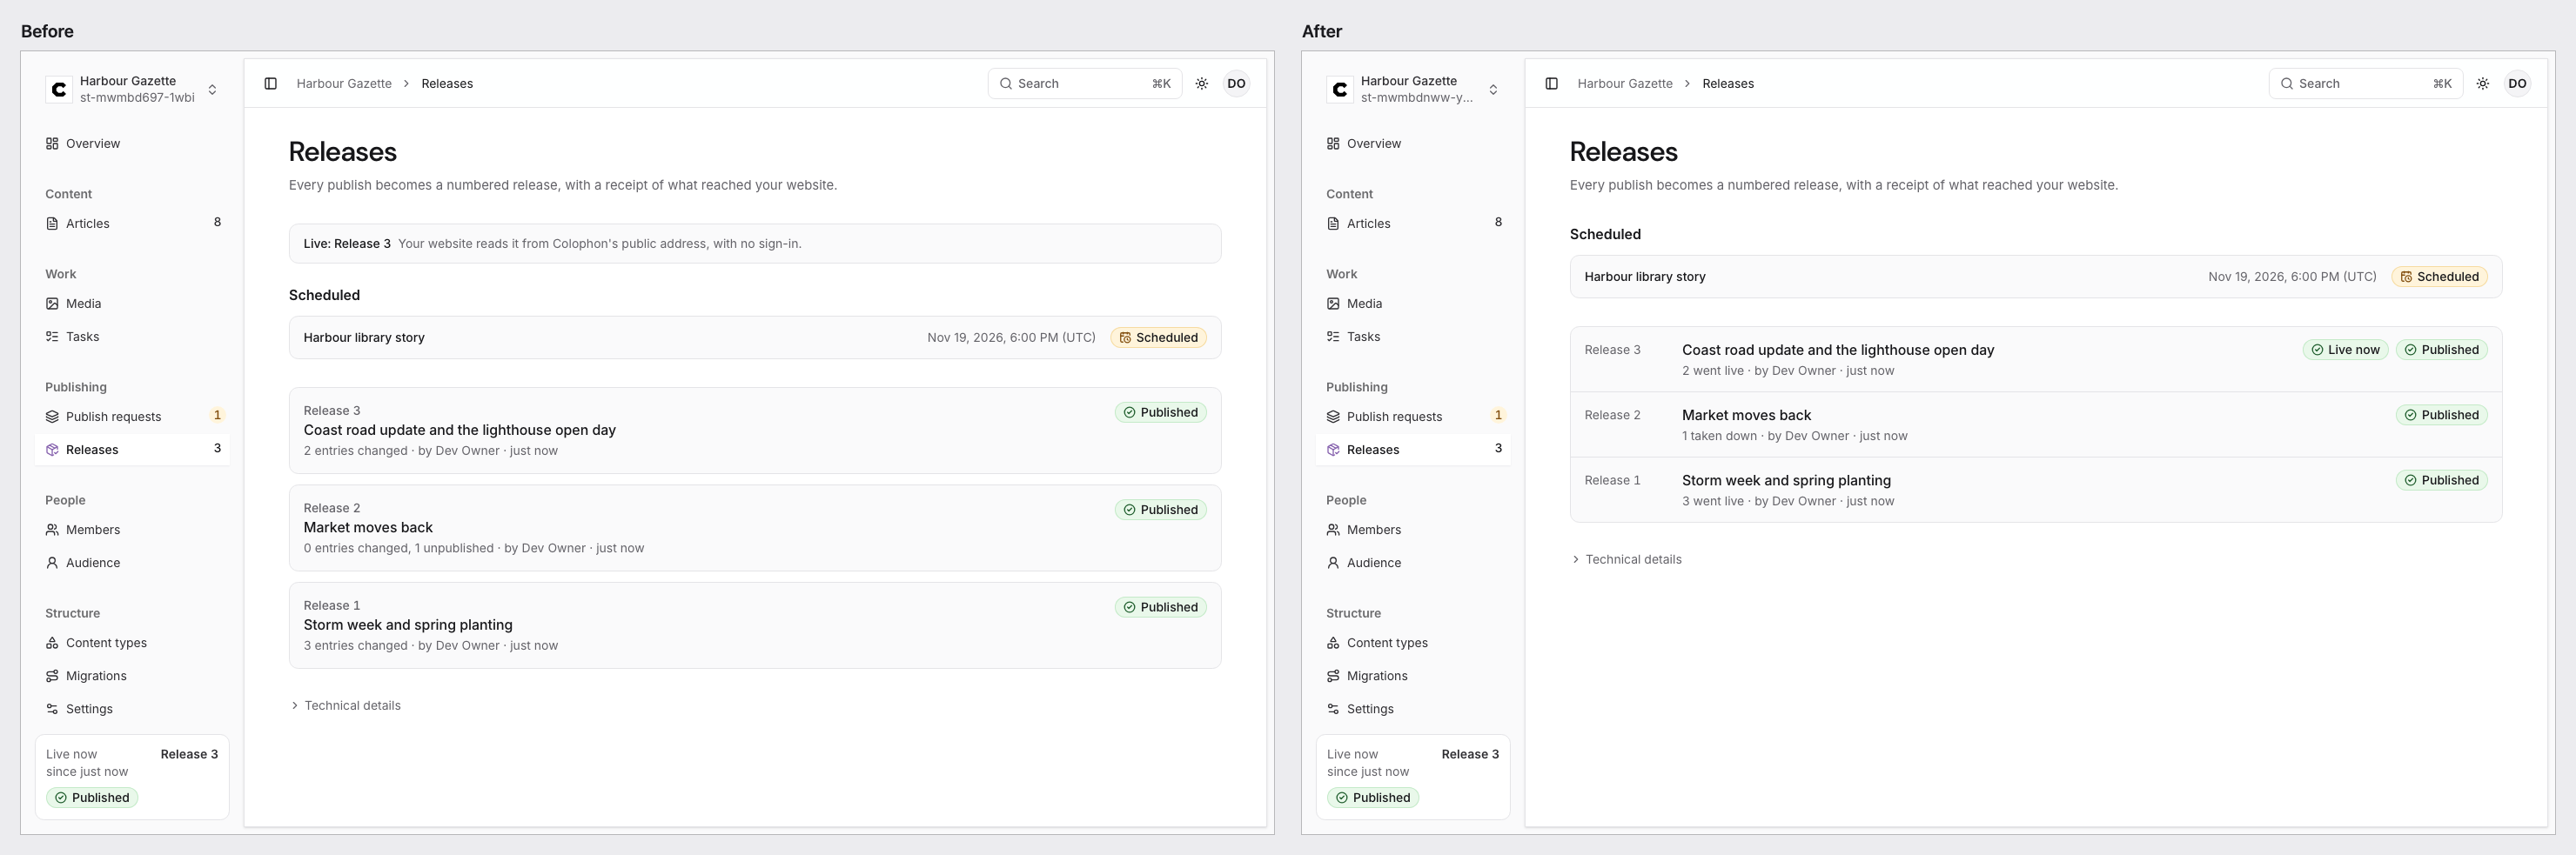 Before
Harbour Gazette
st-mwmbd697-1wbi
Overview
Content
Articles 8
Work
Media
Tasks
Publishing
Publish requests 1
Releases 3
People
Members
Audience
Structure
Content types
Migrations
Settings
Live now Release 3
since just now
Published
Harbour Gazette > Releases
Search ⌘K
DO
Releases
Every publish becomes a numbered release, with a receipt of what reached your website.
Live: Release 3 Your website reads it from Colophon's public address, with no sign-in.
Scheduled
Harbour library story Nov 19, 2026, 6:00 PM (UTC) Scheduled
Release 3 Published
Coast road update and the lighthouse open day
2 entries changed · by Dev Owner · just now
Release 2 Published
Market moves back
0 entries changed, 1 unpublished · by Dev Owner · just now
Release 1 Published
Storm week and spring planting
3 entries changed · by Dev Owner · just now
Technical details
After
Harbour Gazette
st-mwmbdnww-y...
Overview
Content
Articles 8
Work
Media
Tasks
Publishing
Publish requests 1
Releases 3
People
Members
Audience
Structure
Content types
Migrations
Settings
Live now Release 3
since just now
Published
Harbour Gazette > Releases
Search ⌘K
DO
Releases
Every publish becomes a numbered release, with a receipt of what reached your website.
Scheduled
Harbour library story Nov 19, 2026, 6:00 PM (UTC) Scheduled
Release 3 Coast road update and the lighthouse open day Live now Published
2 went live · by Dev Owner · just now
Release 2 Market moves back Published
1 taken down · by Dev Owner · just now
Release 1 Storm week and spring planting Published
3 went live · by Dev Owner · just now
Technical details